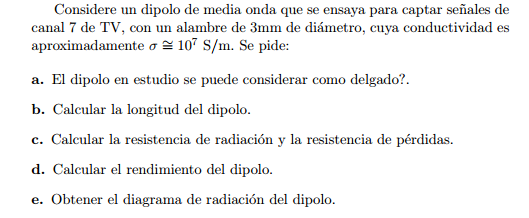 Considere un dipolo de media onda que se ensaya para captar señales de
canal 7 de TV, con un alambre de 3mm de diámetro, cuya conductividad es
aproximadamente σ ≅ 10⁷ S/m. Se pide:
a. El dipolo en estudio se puede considerar como delgado?.
b. Calcular la longitud del dipolo.
c. Calcular la resistencia de radiación y la resistencia de pérdidas.
d. Calcular el rendimiento del dipolo.
e. Obtener el diagrama de radiación del dipolo.